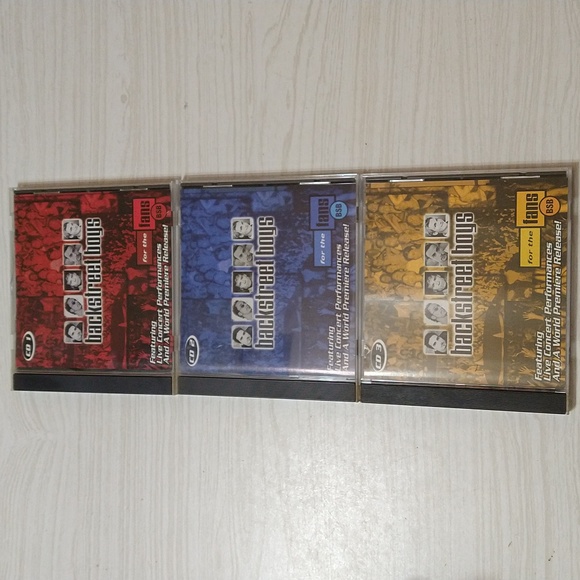 CD 1
backstreet boys
for the
fans
BSB
Featuring
Live Concert Performances
And A World Premiere Release!
CD 2
backstreet boys
for the
fans
BSB
Featuring
Live Concert Performances
And A World Premiere Release!
CD 3
backstreet boys
for the
fans
BSB
Featuring
Live Concert Performances
And A World Premiere Release!